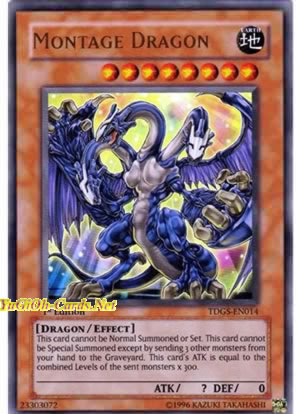 MONTAGE DRAGON
EARTH
地
YuGiOh-Cards.Net
1st Edition
TDGS-EN014
[DRAGON / EFFECT]
This card cannot be Normal Summoned or Set. This card cannot
be Special Summoned except by sending 3 other monsters from
your hand to the Graveyard. This card's ATK is equal to the
combined Levels of the sent monsters x 300.
ATK/ ? DEF/ 0
23303072
©1996 KAZUKI TAKAHASHI